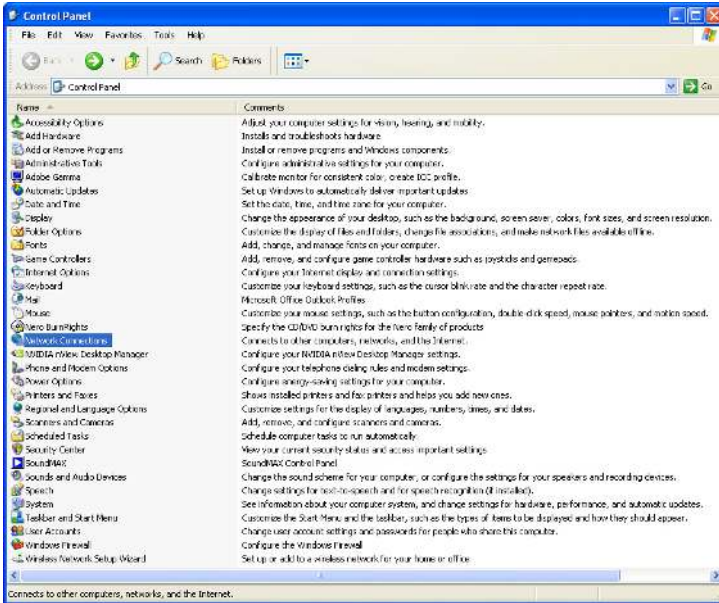 Control Panel
File Edit View Favorites Tools Help
Back Search Folders
Address Control Panel Go
Name Comments
Accessibility Options Adjust your computer settings for vision, hearing, and mobility.
Add Hardware Installs and troubleshoots hardware
Add or Remove Programs Install or remove programs and Windows components.
Administrative Tools Configure administrative settings for your computer.
Adobe Gamma Calibrate monitor for consistent color, create ICC profile.
Automatic Updates Set up Windows to automatically deliver important updates
Date and Time Set the date, time, and time zone for your computer.
Display Change the appearance of your desktop, such as the background, screen saver, colors, font sizes, and screen resolution.
Folder Options Customize the display of files and folders, change file associations, and make network files available offline.
Fonts Add, change, and manage fonts on your computer.
Game Controllers Add, remove, and configure game controller hardware such as joysticks and gamepads.
Internet Options Configure your Internet display and connection settings.
Keyboard Customize your keyboard settings, such as the cursor blink rate and the character repeat rate.
Mail Microsoft Office Outlook Profiles
Mouse Customize your mouse settings, such as the button configuration, double-click speed, mouse pointers, and motion speed.
Nero BurnRights Specify the CD/DVD burn rights for the Nero family of products
Network Connections Connects to other computers, networks, and the Internet.
NVIDIA nView Desktop Manager Configure your NVIDIA nView Desktop Manager settings.
Phone and Modem Options Configure your telephone dialing rules and modem settings.
Power Options Configure energy-saving settings for your computer.
Printers and Faxes Shows installed printers and fax printers and helps you add new ones.
Regional and Language Options Customize settings for the display of languages, numbers, times, and dates.
Scanners and Cameras Add, remove, and configure scanners and cameras.
Scheduled Tasks Schedule computer tasks to run automatically.
Security Center View your current security status and access important settings
SoundMAX SoundMAX Control Panel
Sounds and Audio Devices Change the sound scheme for your computer, or configure the settings for your speakers and recording devices.
Speech Change settings for text-to-speech and for speech recognition (if installed).
System See information about your computer system, and change settings for hardware, performance, and automatic updates.
Taskbar and Start Menu Customize the Start Menu and the taskbar, such as the types of items to be displayed and how they should appear.
User Accounts Change user account settings and passwords for people who share this computer.
Windows Firewall Configure the Windows Firewall
Wireless Network Setup Wizard Set up or add to a wireless network for your home or office
Connects to other computers, networks, and the Internet.